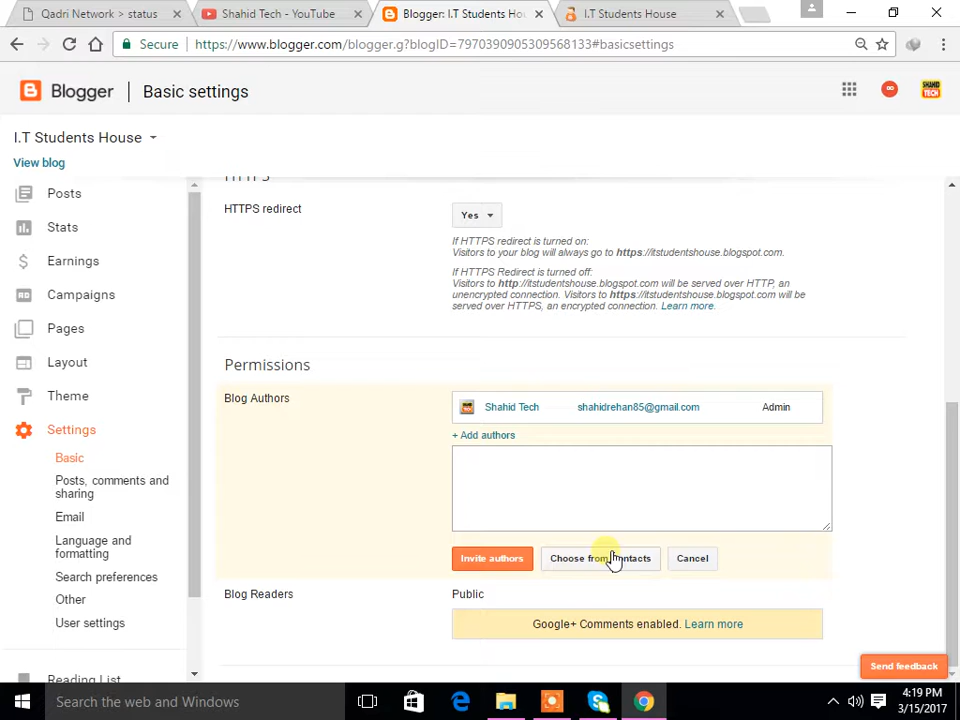 Qadri Network > status
Shahid Tech - YouTube
Blogger: I.T Students Hou
I.T Students House
Secure
https://www.blogger.com/blogger.g?blogID=7970390905309568133#basicsettings
Blogger
Basic settings
SHAHID
TECH
I.T Students House
View blog
Posts
Stats
Earnings
Campaigns
Pages
Layout
Theme
Settings
Basic
Posts, comments and
sharing
Email
Language and
formatting
Search preferences
Other
User settings
Reading List
HTTPS
HTTPS redirect
Yes
If HTTPS redirect is turned on:
Visitors to your blog will always go to https://itstudentshouse.blogspot.com.
If HTTPS Redirect is turned off:
Visitors to http://itstudentshouse.blogspot.com will be served over HTTP, an
unencrypted connection. Visitors to https://itstudentshouse.blogspot.com will be
served over HTTPS, an encrypted connection. Learn more.
Permissions
Blog Authors
Shahid Tech shahidrehan85@gmail.com Admin
+ Add authors
Invite authors
Choose from contacts
Cancel
Blog Readers
Public
Google+ Comments enabled. Learn more
Send feedback
Search the web and Windows
4:19 PM
3/15/2017